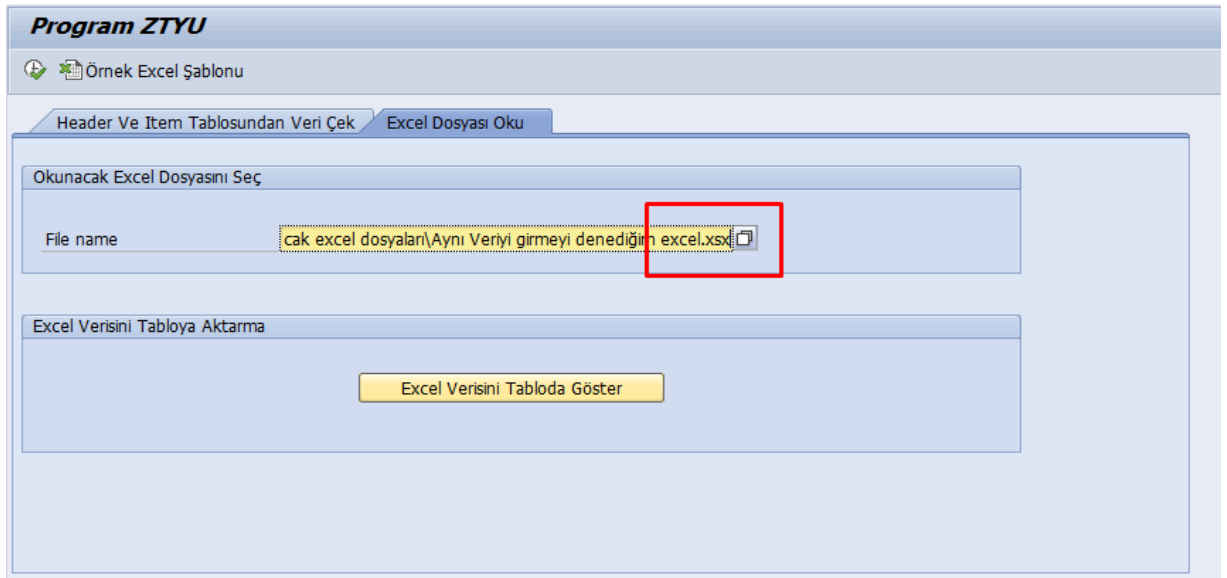 Program ZTYU
Örnek Excel Şablonu
Header Ve Item Tablosundan Veri Çek
Excel Dosyası Oku
Okunacak Excel Dosyasını Seç
File name
cak excel dosyaları\Aynı Veriyi girmeyi denediğim excel.xsx
Excel Verisini Tabloya Aktarma
Excel Verisini Tabloda Göster